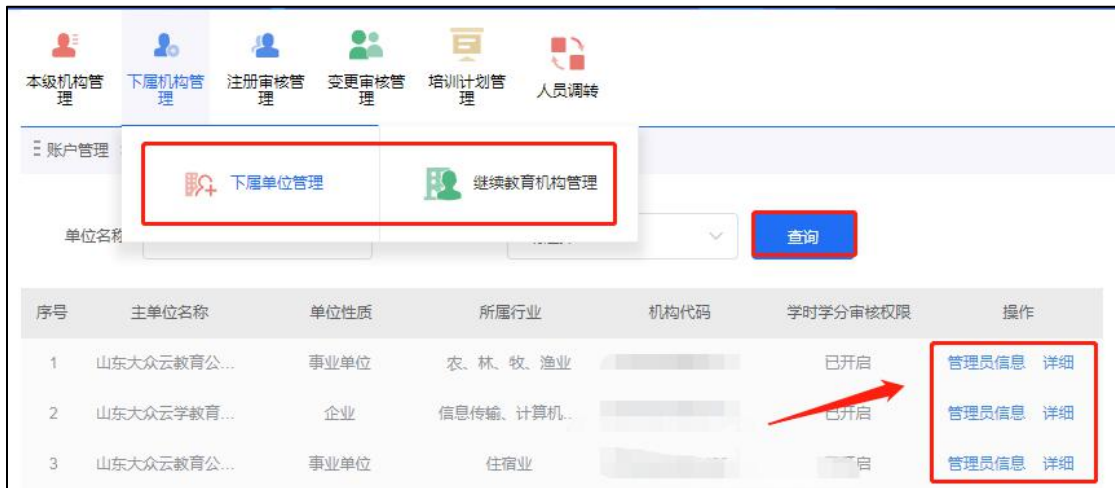 本级机构管理
下属机构管理
注册审核管理
变更审核管理
培训计划管理
人员调转
账户管理
下属单位管理 继续教育机构管理
单位名称 查询
序号 主单位名称 单位性质 所属行业 机构代码 学时学分审核权限 操作
1 山东大众云教育公... 事业单位 农、林、牧、渔业 已开启 管理员信息 详细
2 山东大众云学教育... 企业 信息传输、计算机.. 已开启 管理员信息 详细
3 山东大众云教育公... 事业单位 住宿业 启 管理员信息 详细